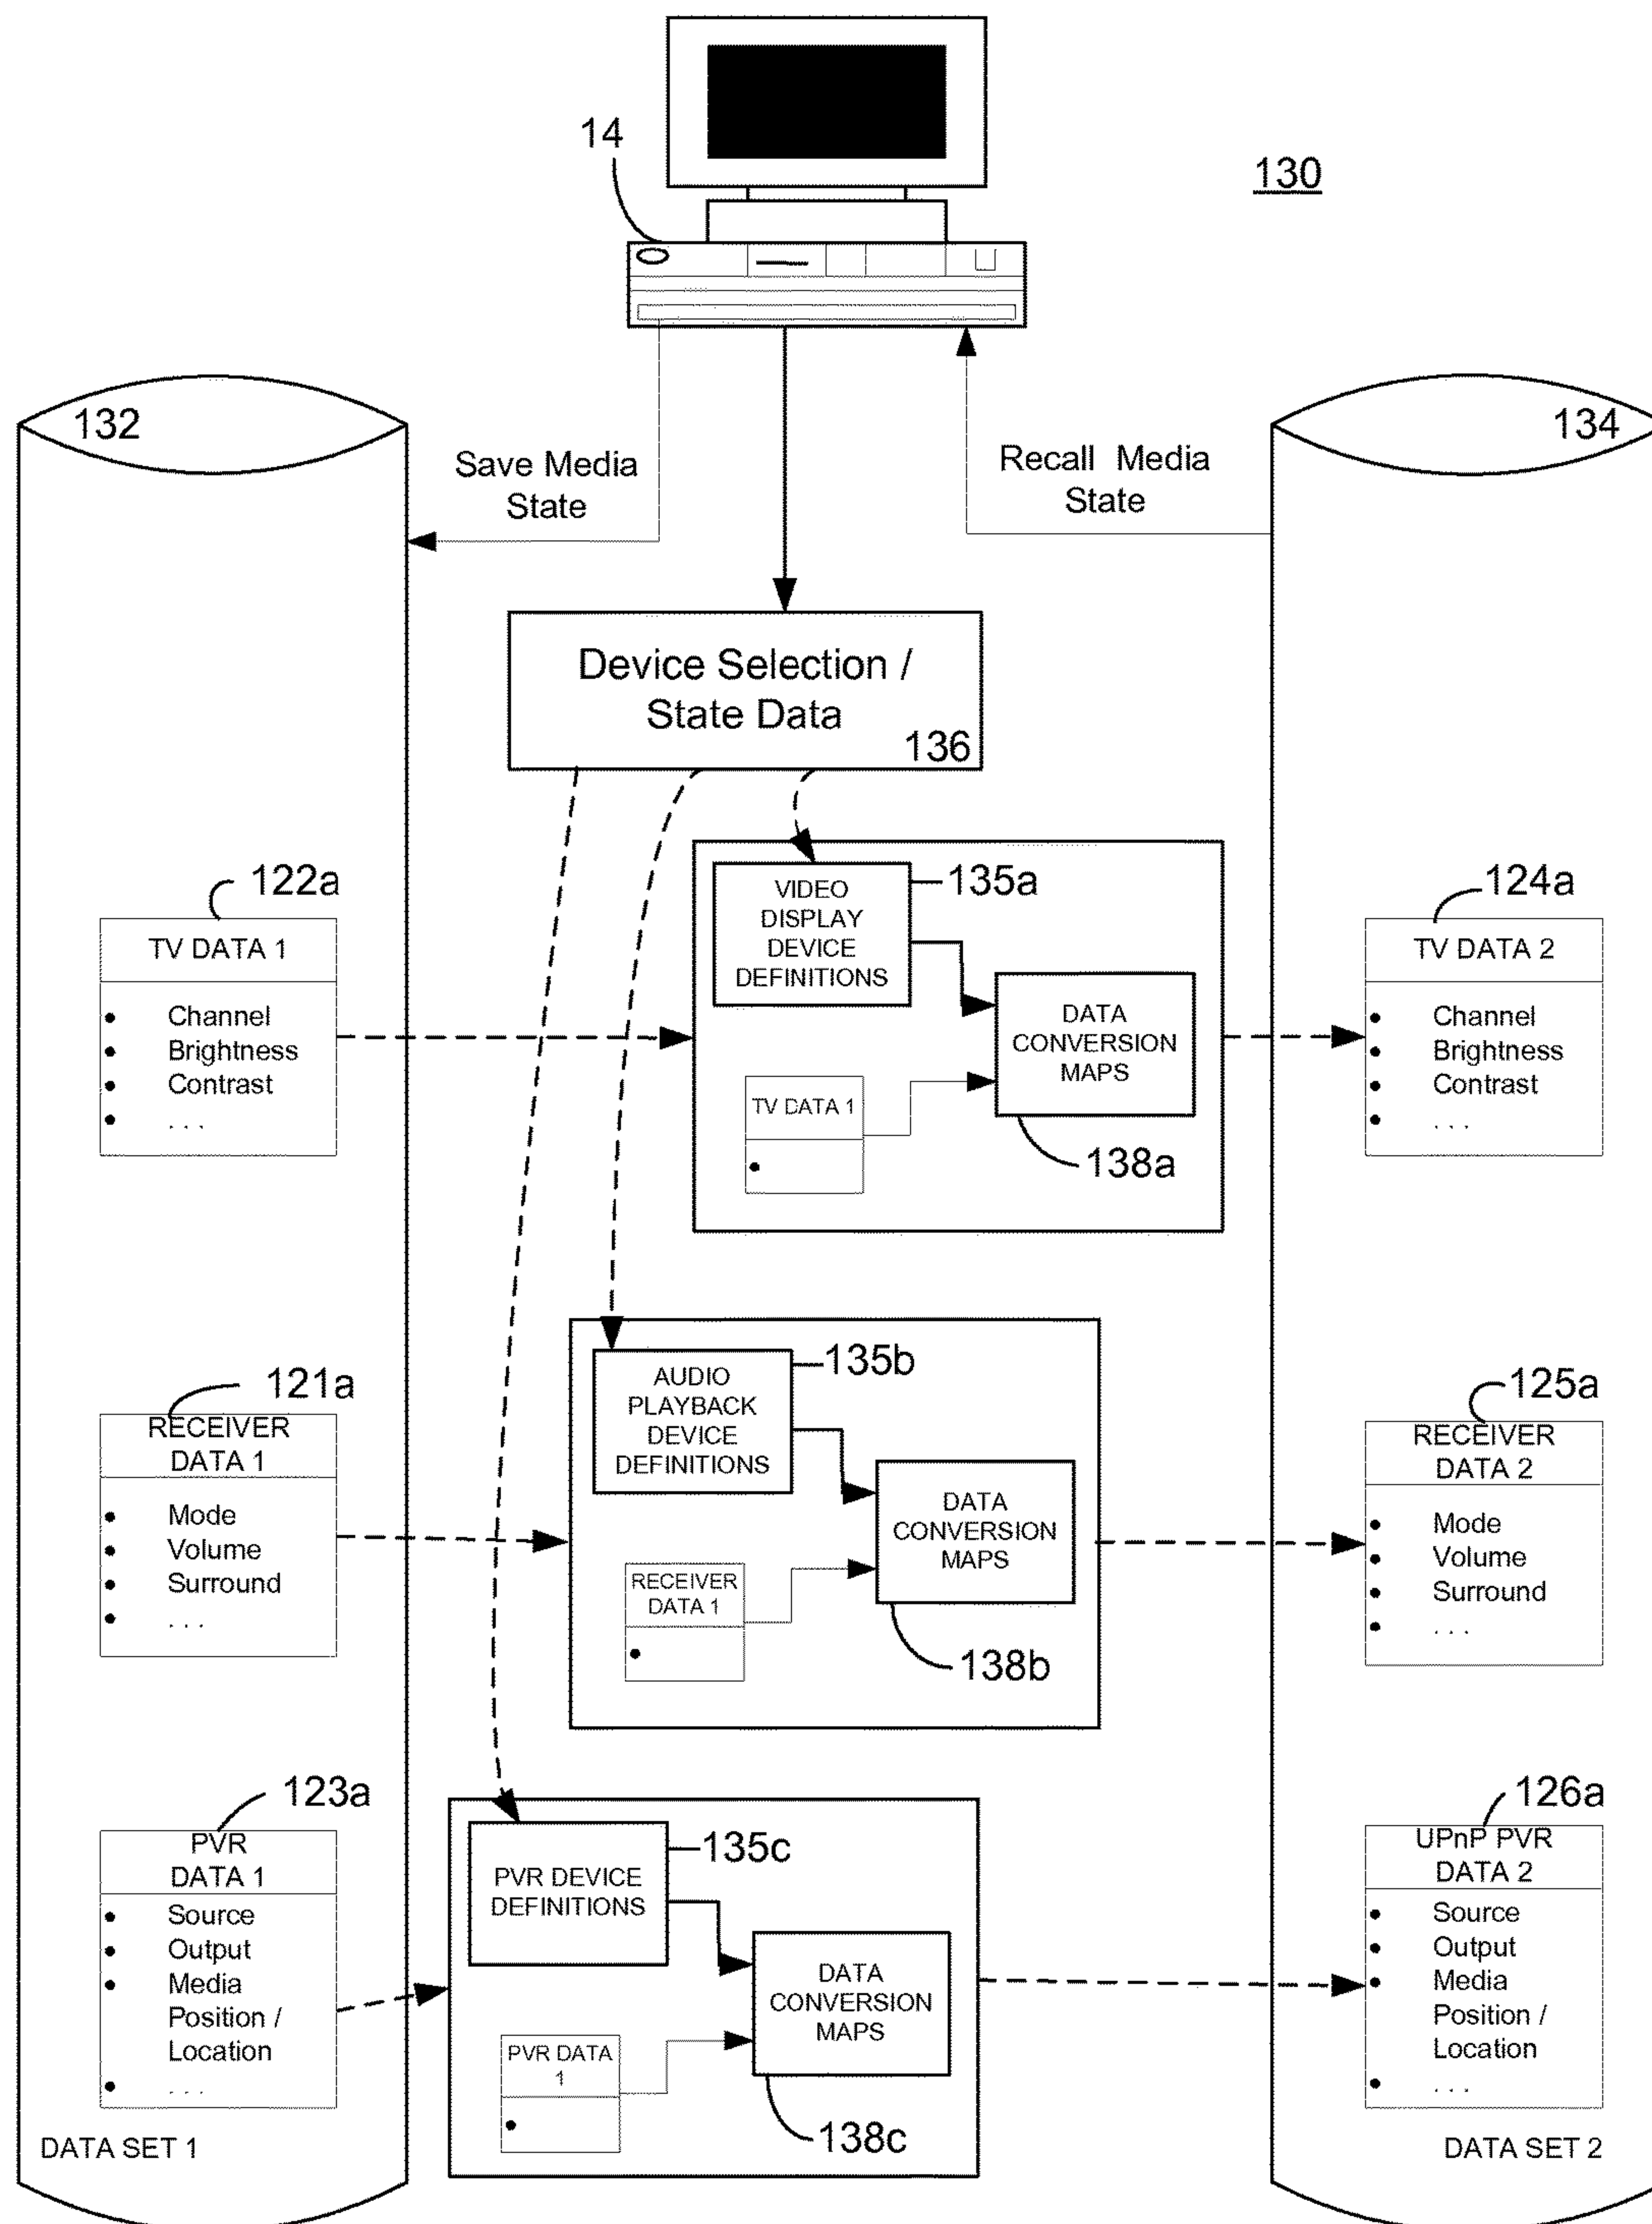 14
130
132
134
Save Media
State
Recall Media
State
Device Selection /
State Data
136
122a
TV DATA 1
Channel
Brightness
Contrast
. . .
VIDEO
DISPLAY
DEVICE
DEFINITIONS
135a
DATA
CONVERSION
MAPS
TV DATA 1
138a
124a
TV DATA 2
Channel
Brightness
Contrast
. . .
121a
RECEIVER
DATA 1
Mode
Volume
Surround
. . .
AUDIO
PLAYBACK
DEVICE
DEFINITIONS
135b
DATA
CONVERSION
MAPS
RECEIVER
DATA 1
138b
125a
RECEIVER
DATA 2
Mode
Volume
Surround
. . .
123a
PVR
DATA 1
Source
Output
Media
Position /
Location
. . .
PVR DEVICE
DEFINITIONS
135c
DATA
CONVERSION
MAPS
PVR DATA
1
138c
126a
UPnP PVR
DATA 2
Source
Output
Media
Position /
Location
. . .
DATA SET 1
DATA SET 2